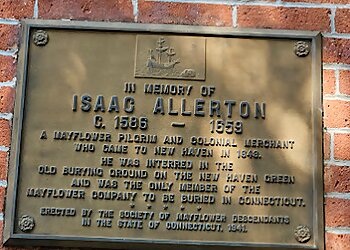 IN MEMORY OF
ISAAC ALLERTON
C. 1586 — 1659
A MAYFLOWER PILGRIM AND COLONIAL MERCHANT
WHO CAME TO NEW HAVEN IN 1646.
HE WAS INTERRED IN THE
OLD BURYING GROUND ON THE NEW HAVEN GREEN
AND WAS THE ONLY MEMBER OF THE
MAYFLOWER COMPANY TO BE BURIED IN CONNECTICUT.
ERECTED BY THE SOCIETY OF MAYFLOWER DESCENDANTS
IN THE STATE OF CONNECTICUT. 1941.